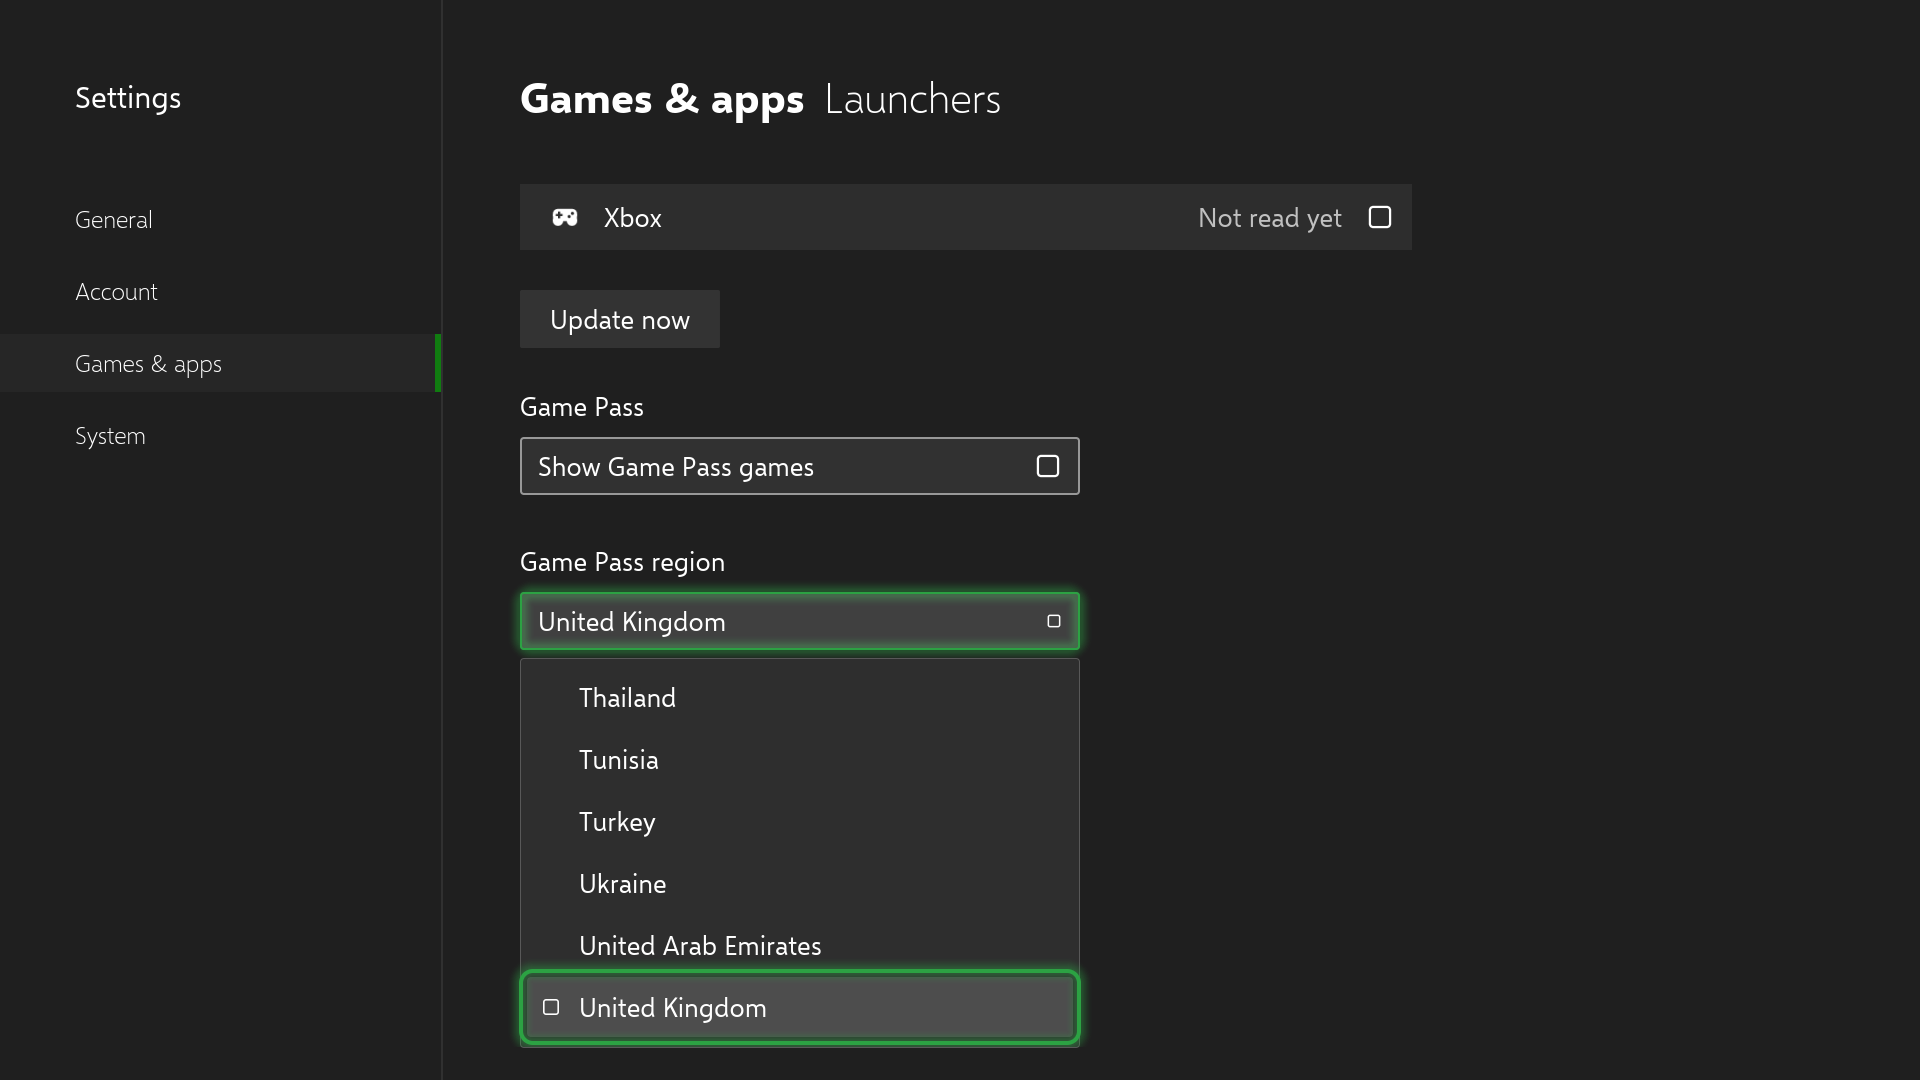 Settings
General
Account
Games & apps
System
Games & apps Launchers
Xbox Not read yet
Update now
Game Pass
Show Game Pass games
Game Pass region
United Kingdom
Thailand
Tunisia
Turkey
Ukraine
United Arab Emirates
United Kingdom